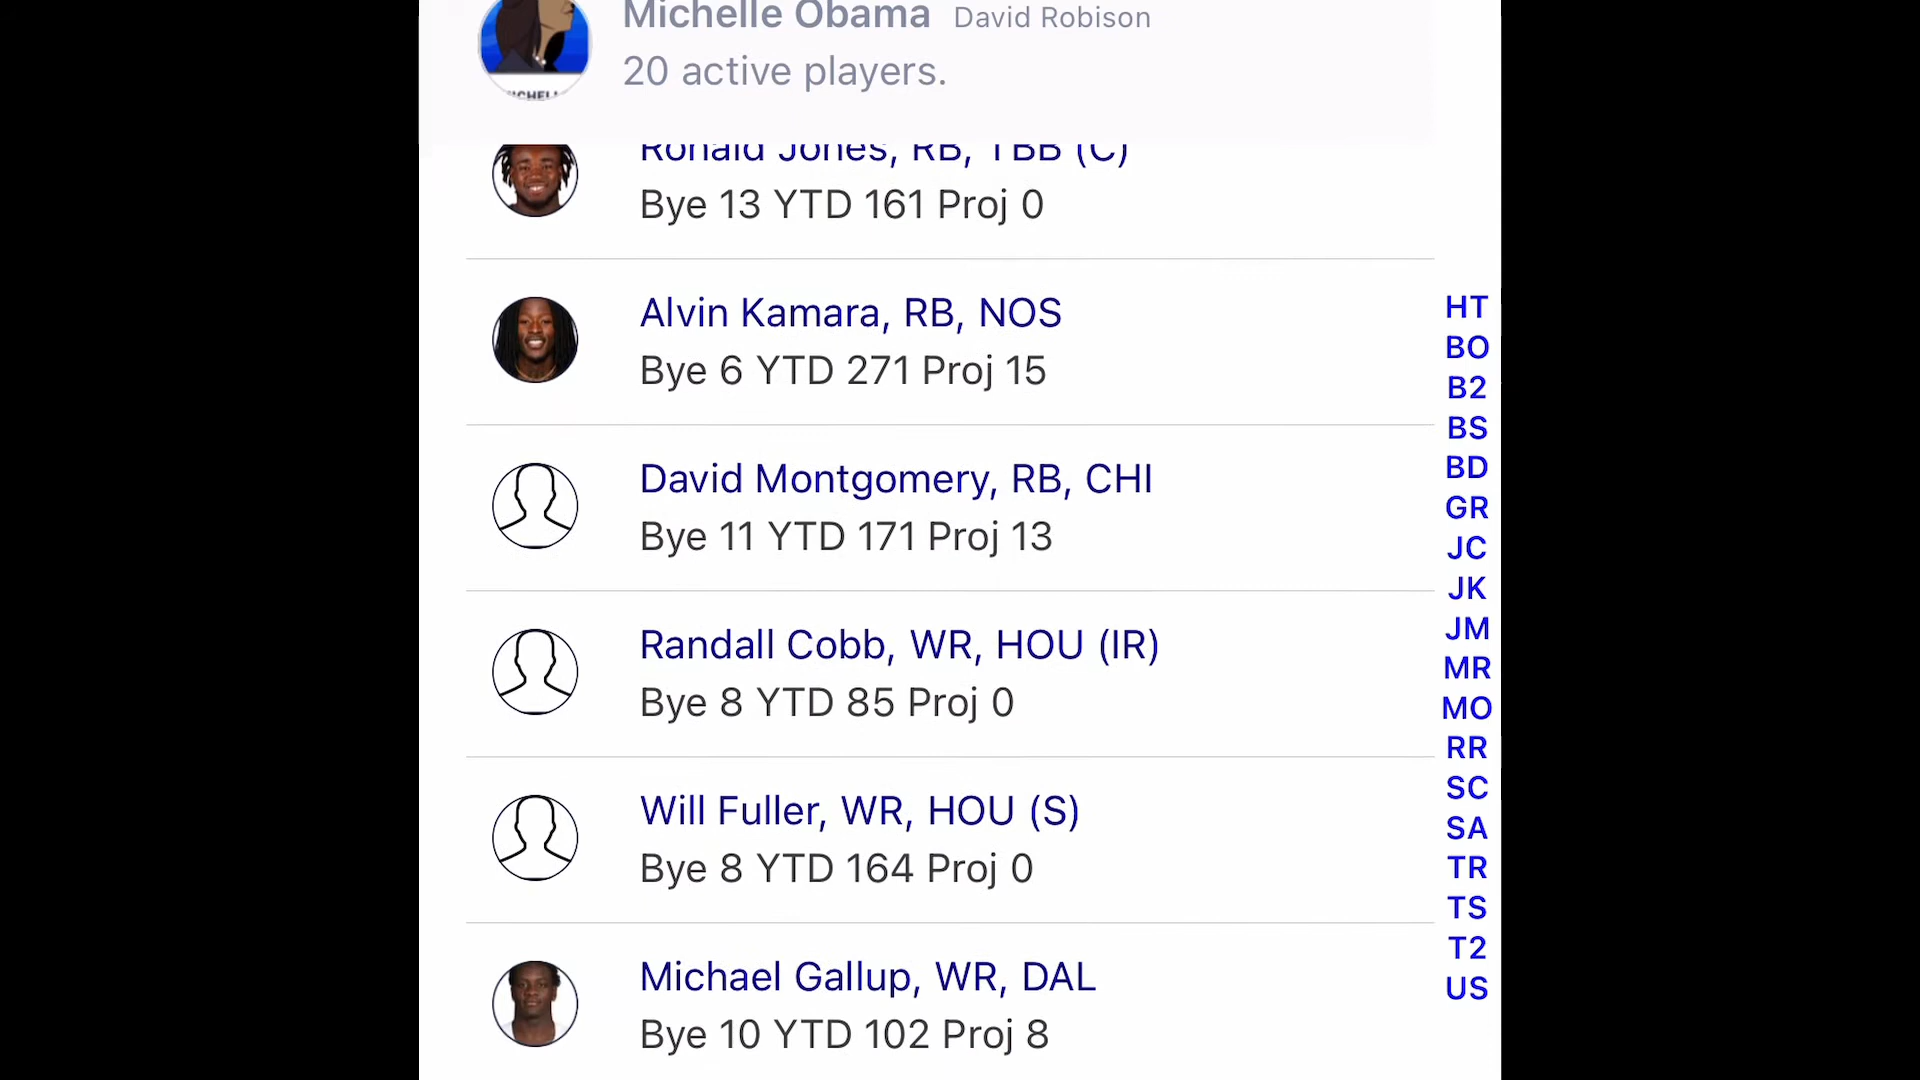 Michelle Obama David Robison
20 active players.
Ronald Jones, RB, TBB (C)
Bye 13 YTD 161 Proj 0
Alvin Kamara, RB, NOS
Bye 6 YTD 271 Proj 15
David Montgomery, RB, CHI
Bye 11 YTD 171 Proj 13
Randall Cobb, WR, HOU (IR)
Bye 8 YTD 85 Proj 0
Will Fuller, WR, HOU (S)
Bye 8 YTD 164 Proj 0
Michael Gallup, WR, DAL
Bye 10 YTD 102 Proj 8
HT
BO
B2
BS
BD
GR
JC
JK
JM
MR
MO
RR
SC
SA
TR
TS
T2
US